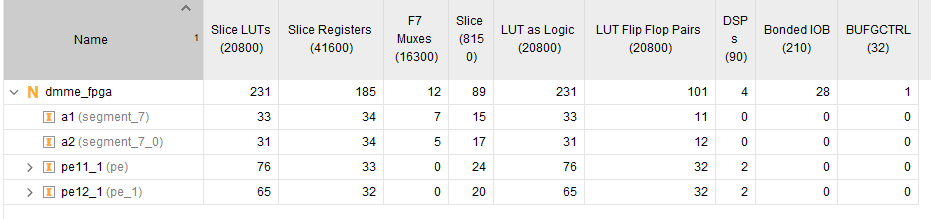 Name 1 Slice LUTs (20800) Slice Registers (41600) F7 Muxes (16300) Slice (8150) LUT as Logic (20800) LUT Flip Flop Pairs (20800) DSPs (90) Bonded IOB (210) BUFGCTRL (32)
N dmme_fpga 231 185 12 89 231 101 4 28 1
I a1 (segment_7) 33 34 7 15 33 11 0 0 0
I a2 (segment_7_0) 31 34 5 17 31 12 0 0 0
I pe11_1 (pe) 76 33 0 24 76 32 2 0 0
I pe12_1 (pe_1) 65 32 0 20 65 32 2 0 0